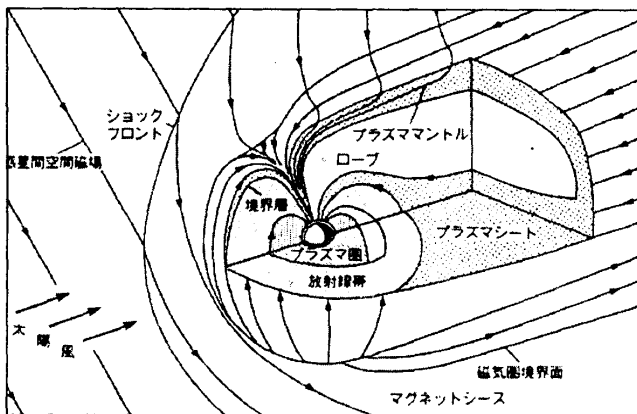 ショック
フロント
惑星間空間磁場
プラズママントル
ローブ
境界層
プラズマシート
プラズマ圏
放射線帯
太陽風
磁気圏境界面
マグネットシース